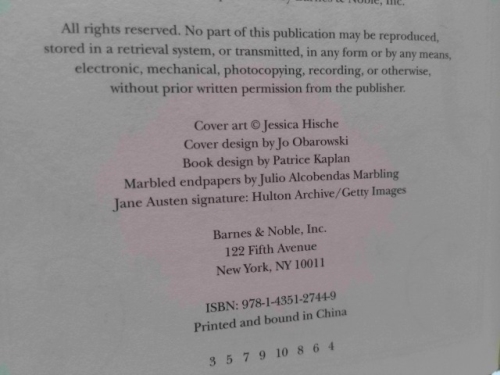 Barnes & Noble, Inc.
All rights reserved. No part of this publication may be reproduced,
stored in a retrieval system, or transmitted, in any form or by any means,
electronic, mechanical, photocopying, recording, or otherwise,
without prior written permission from the publisher.
Cover art © Jessica Hische
Cover design by Jo Obarowski
Book design by Patrice Kaplan
Marbled endpapers by Julio Alcobendas Marbling
Jane Austen signature: Hulton Archive/Getty Images
Barnes & Noble, Inc.
122 Fifth Avenue
New York, NY 10011
ISBN: 978-1-4351-2744-9
Printed and bound in China
3 5 7 9 10 8 6 4